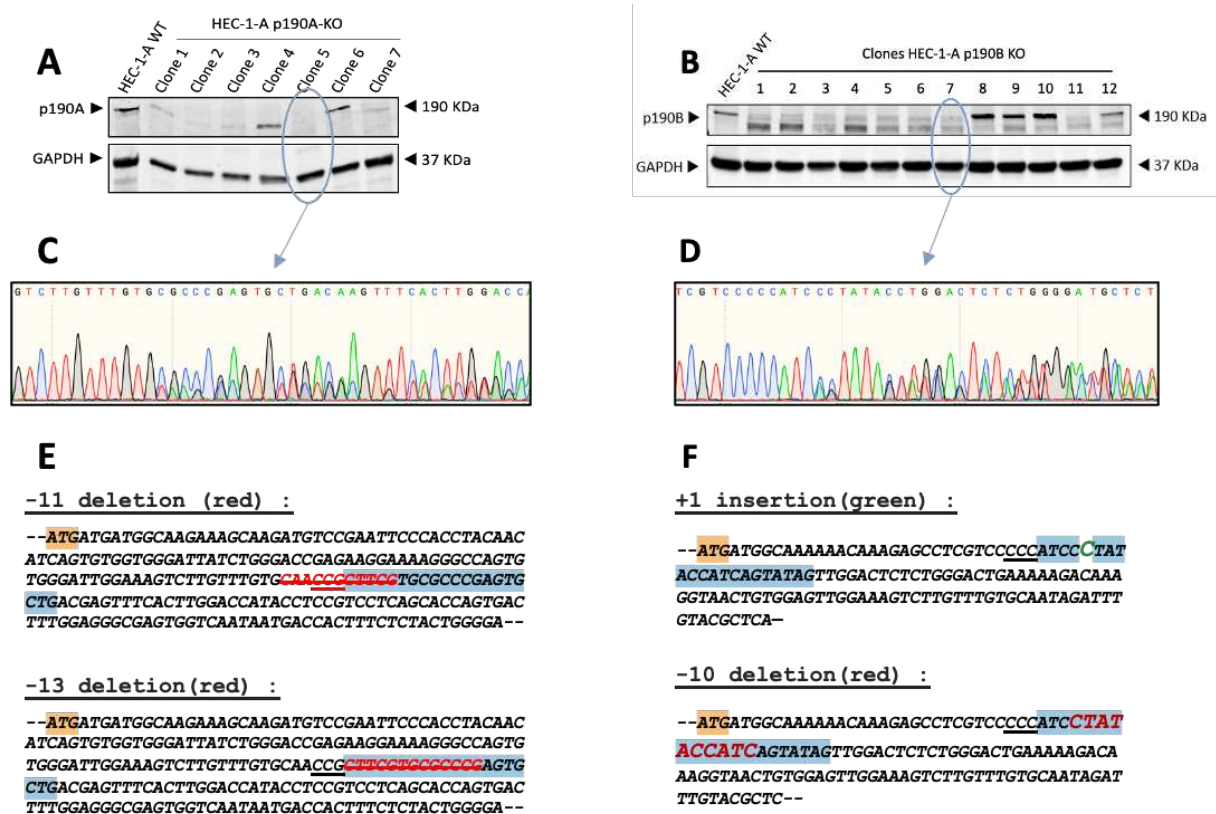 HEC-1-A p190A-KO
A
HEC-1-A WT
Clone 1
Clone 2
Clone 3
Clone 4
Clone 5
Clone 6
Clone 7
p190A
190 KDa
GAPDH
37 KDa
B
HEC-1-A WT
Clones HEC-1-A p190B KO
1 2 3 4 5 6 7 8 9 10 11 12
p190B
190 KDa
GAPDH
37 KDa
C
GTCTTGTTTGTGCGCCCGAGTGCTGACAAGTTTCACTTGGACCA
D
TCGTCCCCCATCCCTATACCTGGACTCTCTGGGGATGCTCT
E
-11 deletion (red) :
--ATGATGATGGCAAGAAAGCAAGATGTCCGAATTCCCACCTACAAC
ATCAGTGTGGTGGGATTATCTGGGACCGAGAAGGAAAAGGGCCAGTG
TGGGATTGGAAAGTCTTGTTTGTGCAACCGCTTCGTGCGCCCGAGTG
CTGACGAGTTTCACTTGGACCATACCTCCGTCCTCAGCACCAGTGAC
TTTGGAGGGCGAGTGGTCAATAATGACCACTTTCTCTACTGGGGA--
-13 deletion(red) :
--ATGATGATGGCAAGAAAGCAAGATGTCCGAATTCCCACCTACAAC
ATCAGTGTGGTGGGATTATCTGGGACCGAGAAGGAAAAGGGCCAGTG
TGGGATTGGAAAGTCTTGTTTGTGCAACCGCTTCGTGCGCCCGAGTG
CTGACGAGTTTCACTTGGACCATACCTCCGTCCTCAGCACCAGTGAC
TTTGGAGGGCGAGTGGTCAATAATGACCACTTTCTCTACTGGGGA--
F
+1 insertion(green) :
--ATGATGGCAAAAAACAAAGAGCCTCGTCCCCCATCCCTAT
ACCATCAGTATAGTTGGACTCTCTGGGACTGAAAAAGACAAA
GGTAACTGTGGAGTTGGAAAGTCTTGTTTGTGCAATAGATTT
GTACGCTCA—
-10 deletion(red) :
--ATGATGGCAAAAAACAAAGAGCCTCGTCCCCCATCCTAT
ACCATCAGTATAGTTGGACTCTCTGGGACTGAAAAAGACA
AAGGTAACTGTGGAGTTGGAAAGTCTTGTTTGTGCAATAGAT
TTGTACGCTC--